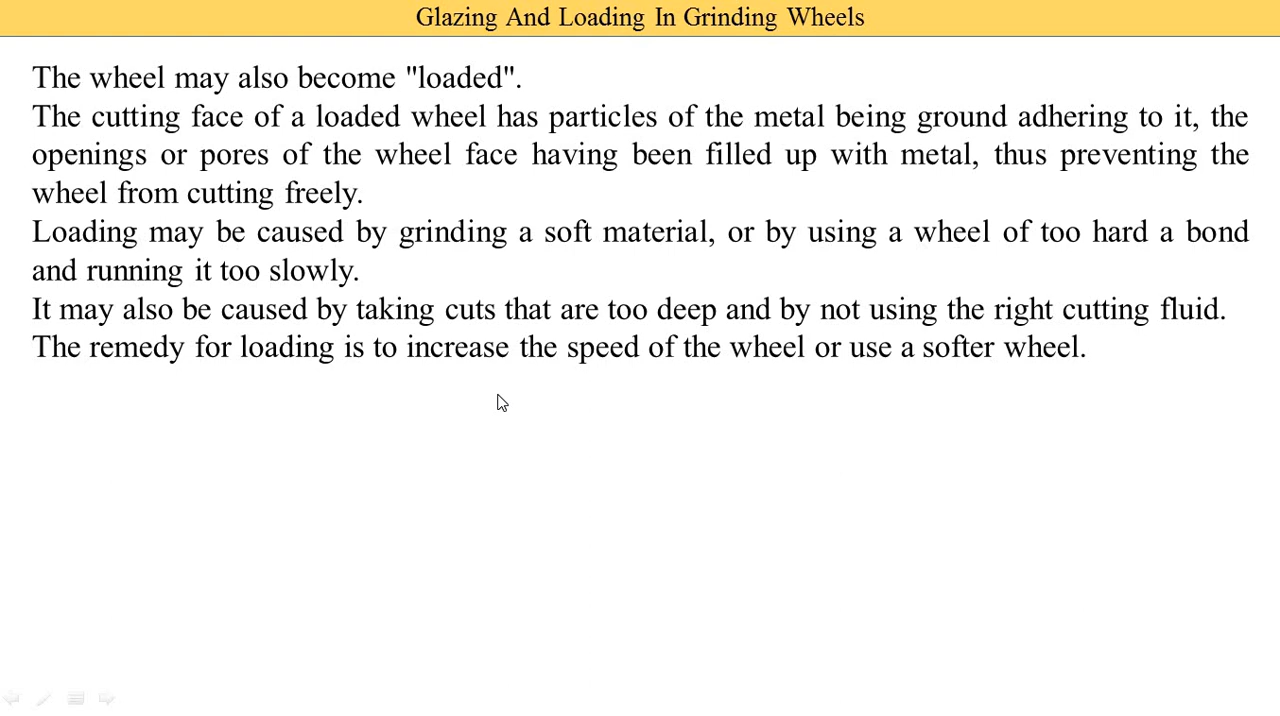 Glazing And Loading In Grinding Wheels
The wheel may also become "loaded".
The cutting face of a loaded wheel has particles of the metal being ground adhering to it, the
openings or pores of the wheel face having been filled up with metal, thus preventing the
wheel from cutting freely.
Loading may be caused by grinding a soft material, or by using a wheel of too hard a bond
and running it too slowly.
It may also be caused by taking cuts that are too deep and by not using the right cutting fluid.
The remedy for loading is to increase the speed of the wheel or use a softer wheel.